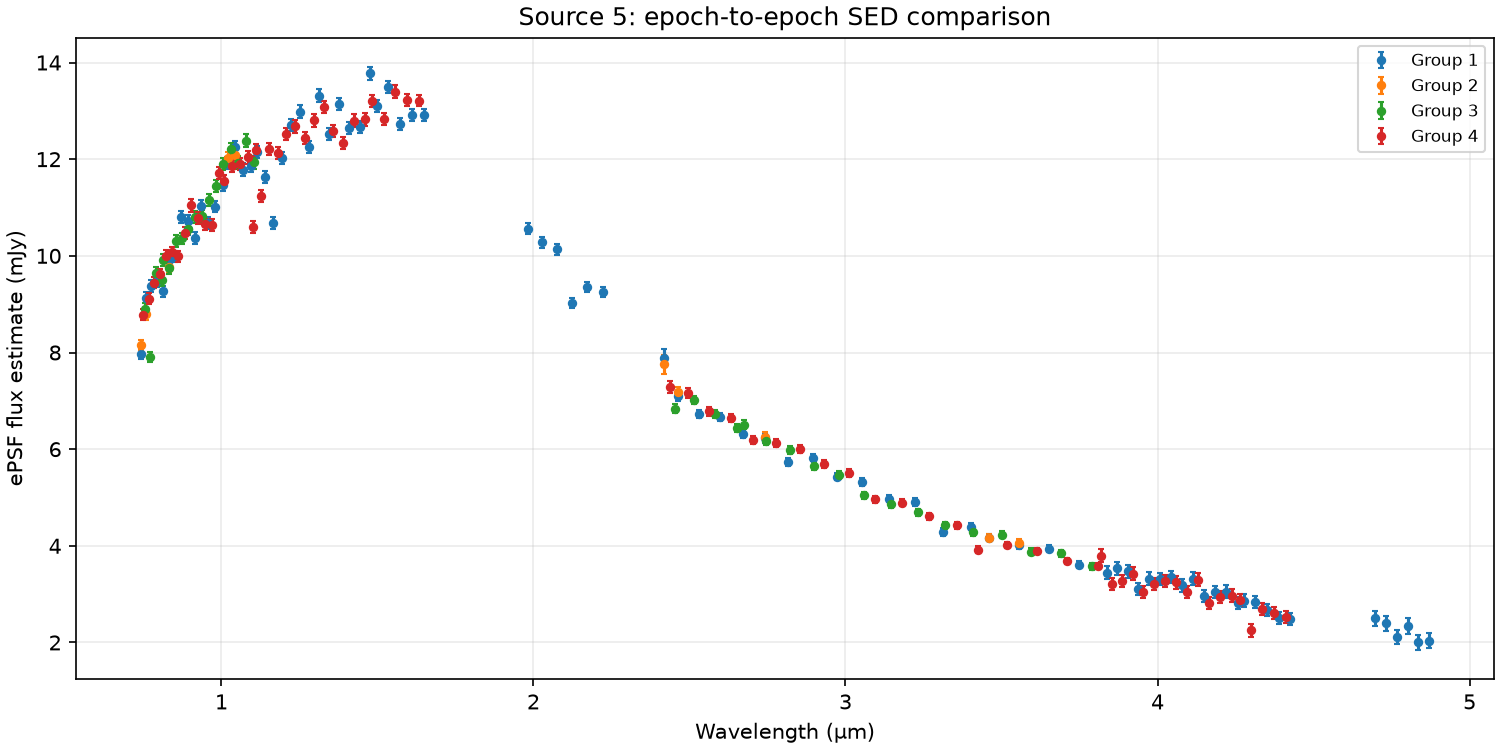 Source 5: epoch-to-epoch SED comparison
ePSF flux estimate (mJy)
14
12
10
8
6
4
2
Group 1
Group 2
Group 3
Group 4
1
2
3
4
5
Wavelength (μm)